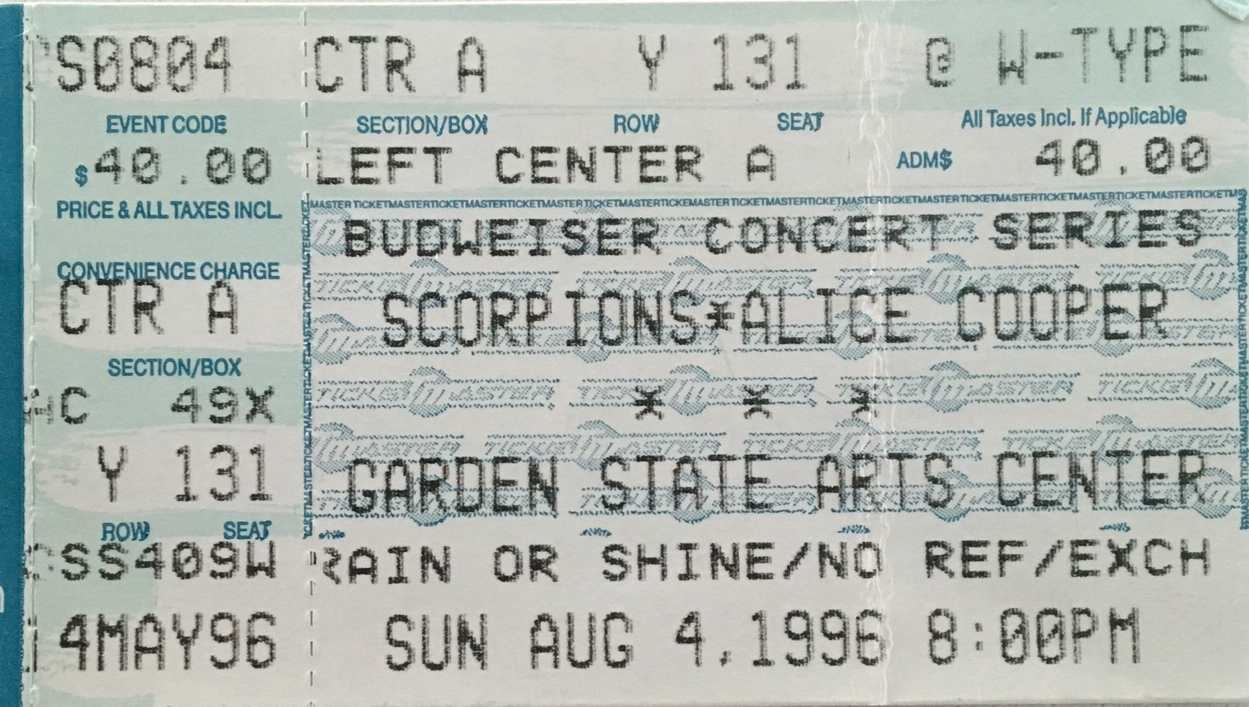 S0804 CTR A Y 131 @ W-TYPE
EVENT CODE SECTION/BOX ROW SEAT All Taxes Incl. If Applicable
$40.00 LEFT CENTER A ADM$ 40.00
PRICE & ALL TAXES INCL. MASTERTICKETMASTERTICKETMASTERTICKETMASTERTICKETMASTERTICKETMASTERTICKETMASTERTICKETMASTERTICKETMASTERTICKETM
BUDWEISER CONCERT SERIES
CONVENIENCE CHARGE
CTR A SCORPIONS*ALICE COOPER
SECTION/BOX
49X * * *
Y 131 GARDEN STATE ARTS CENTER
ROW SEAT
SS409W RAIN OR SHINE/NO REF/EXCH
4MAY96 SUN AUG 4,1996 8:00PM